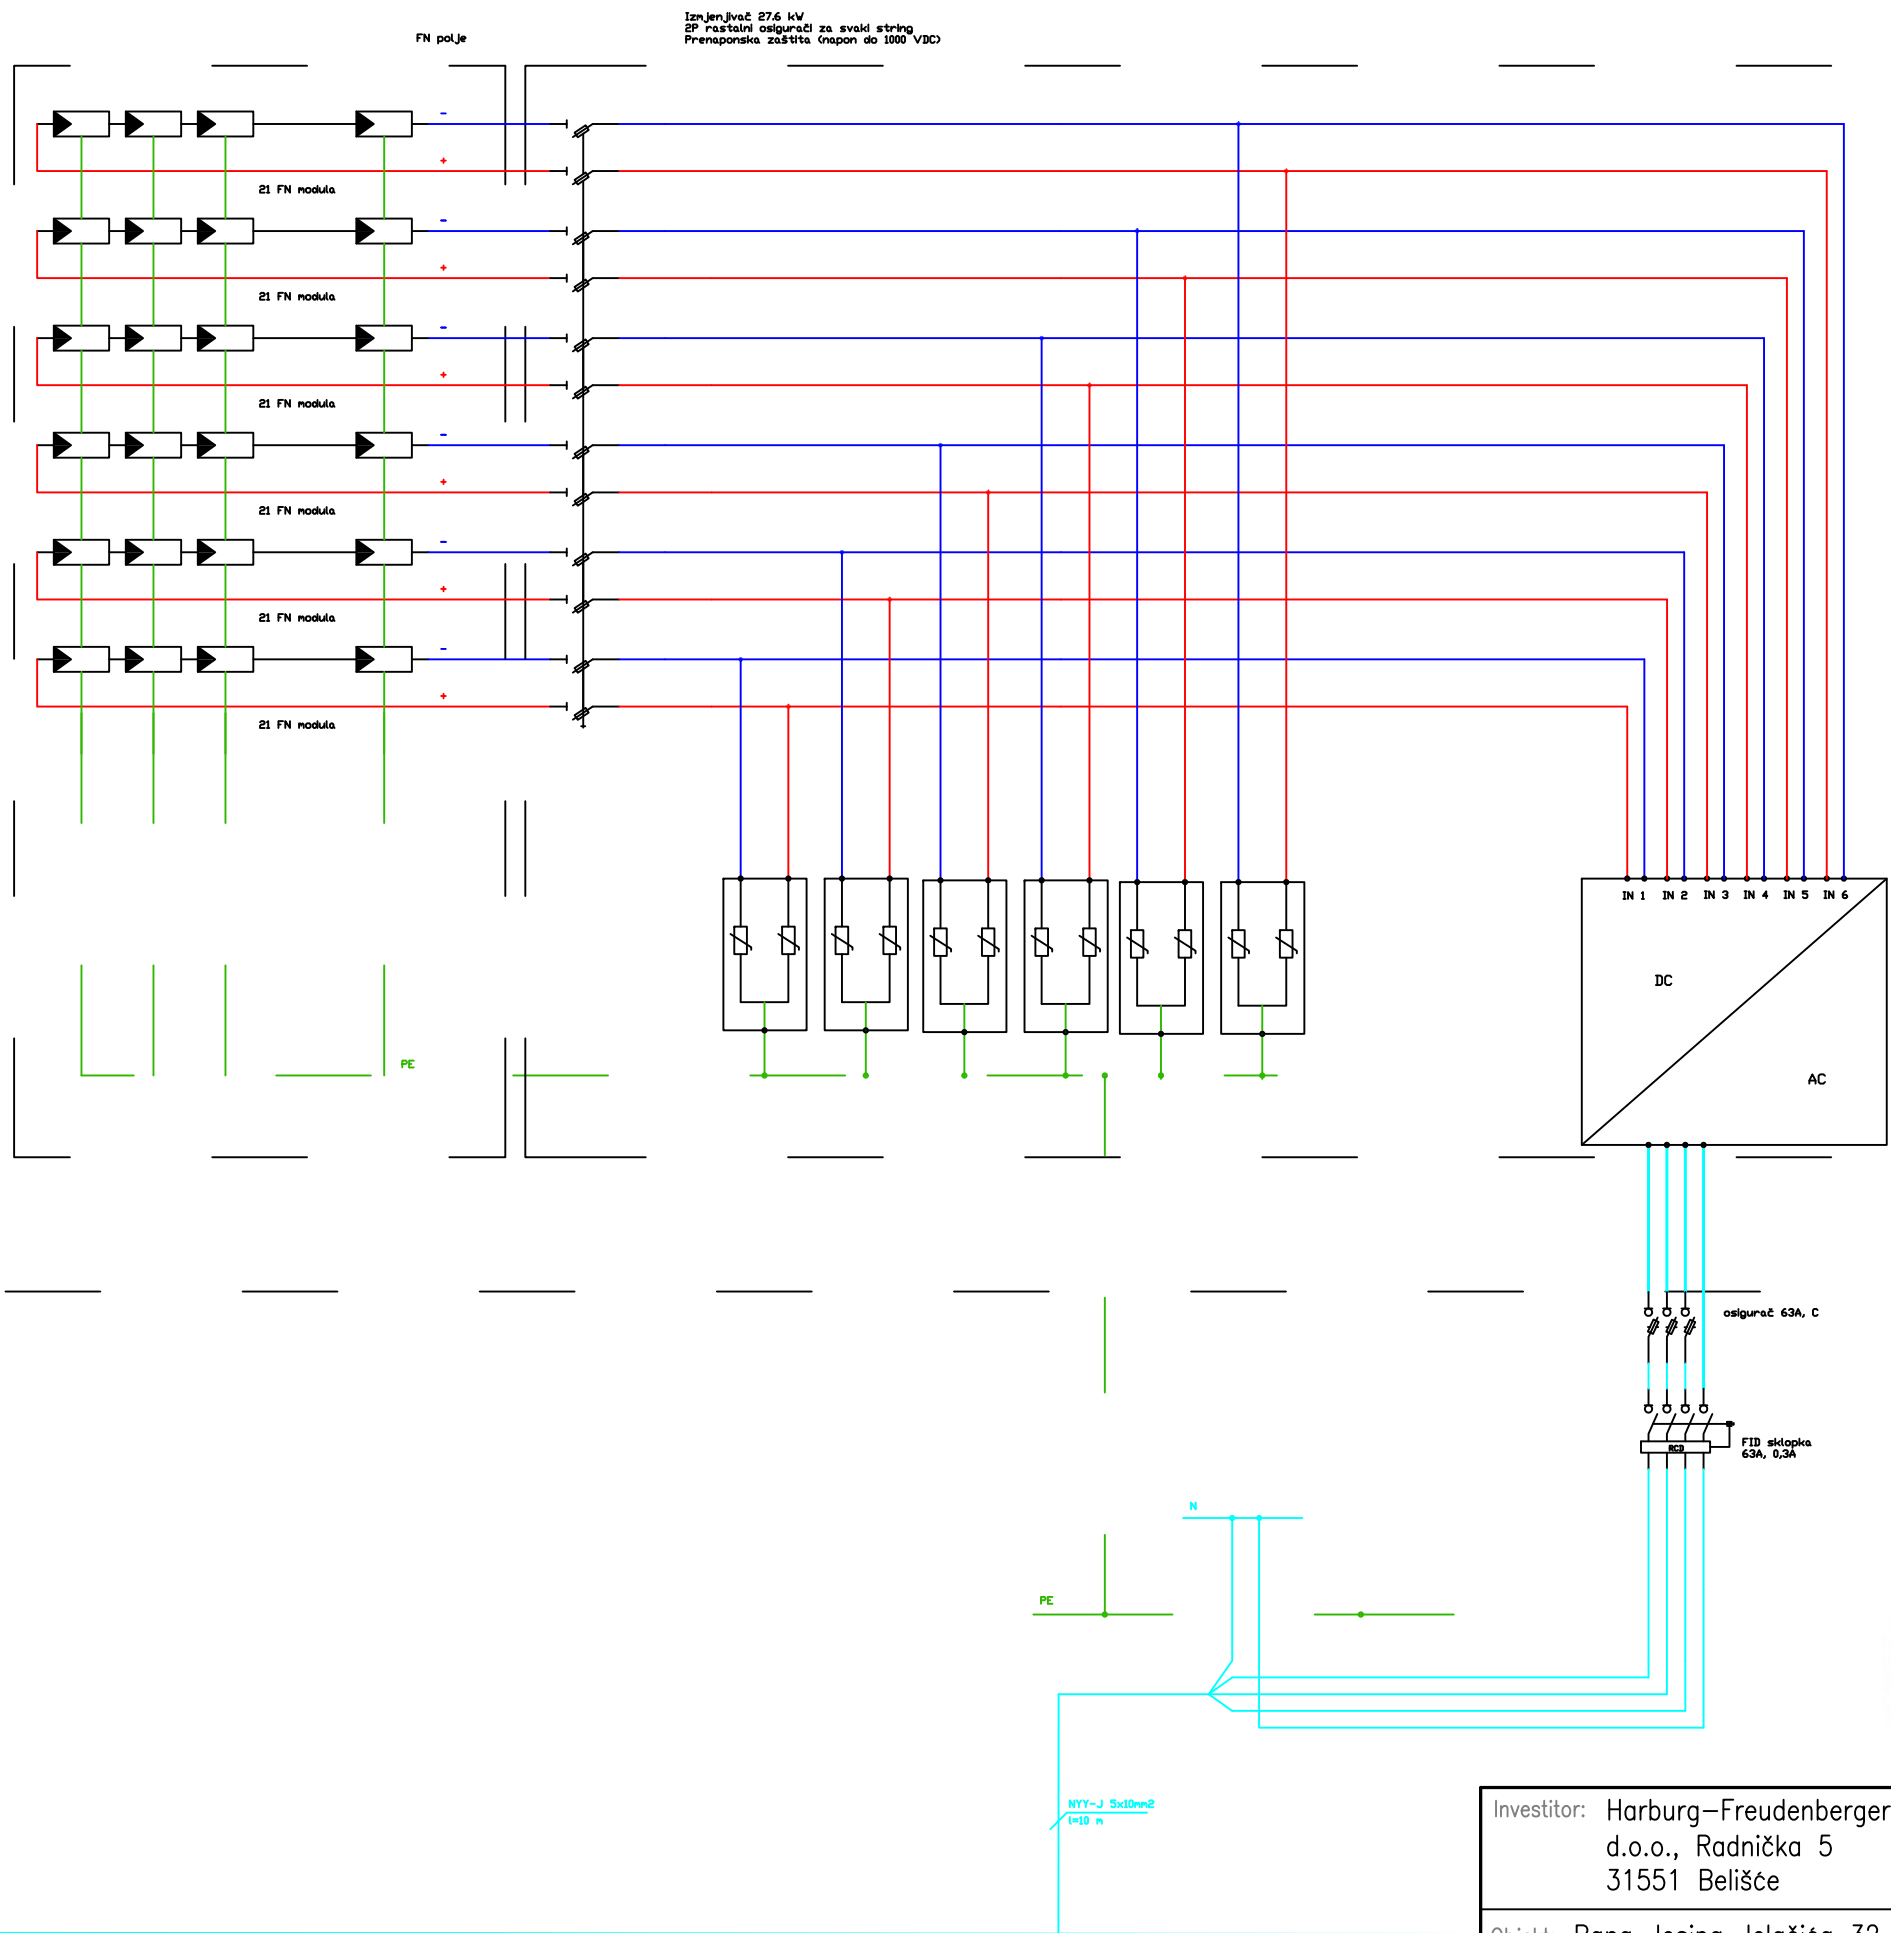 Izmjenjivač 27.6 kW
2P rastalni osigurači za svaki string
Prenaponska zaštita (napon do 1000 VDC)
FN polje
-
+
21 FN modula
-
+
21 FN modula
-
+
21 FN modula
-
+
21 FN modula
-
+
21 FN modula
-
+
21 FN modula
IN 1 IN 2 IN 3 IN 4 IN 5 IN 6
DC
AC
PE
osigurač 63A, C
RCD
FID sklopka
63A, 0,3A
N
PE
NYY-J 5x10mm2
l=10 m
Investitor: Harburg-Freudenberger
d.o.o., Radnička 5
31551 Belišće
Bana Josipa Jelačića